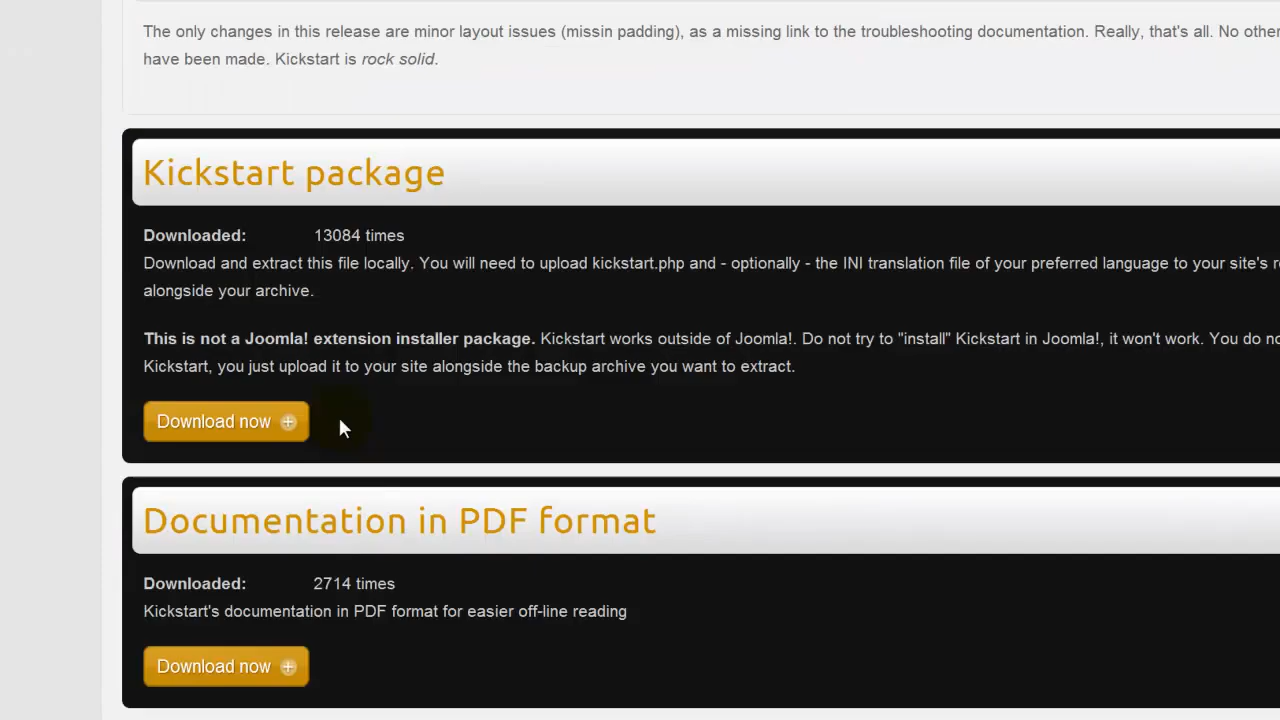 The only changes in this release are minor layout issues (missin padding), as a missing link to the troubleshooting documentation. Really, that's all. No other
have been made. Kickstart is rock solid.
Kickstart package
Downloaded: 13084 times
Download and extract this file locally. You will need to upload kickstart.php and - optionally - the INI translation file of your preferred language to your site's
alongside your archive.
This is not a Joomla! extension installer package. Kickstart works outside of Joomla!. Do not try to "install" Kickstart in Joomla!, it won't work. You do
Kickstart, you just upload it to your site alongside the backup archive you want to extract.
Download now
Documentation in PDF format
Downloaded: 2714 times
Kickstart's documentation in PDF format for easier off-line reading
Download now